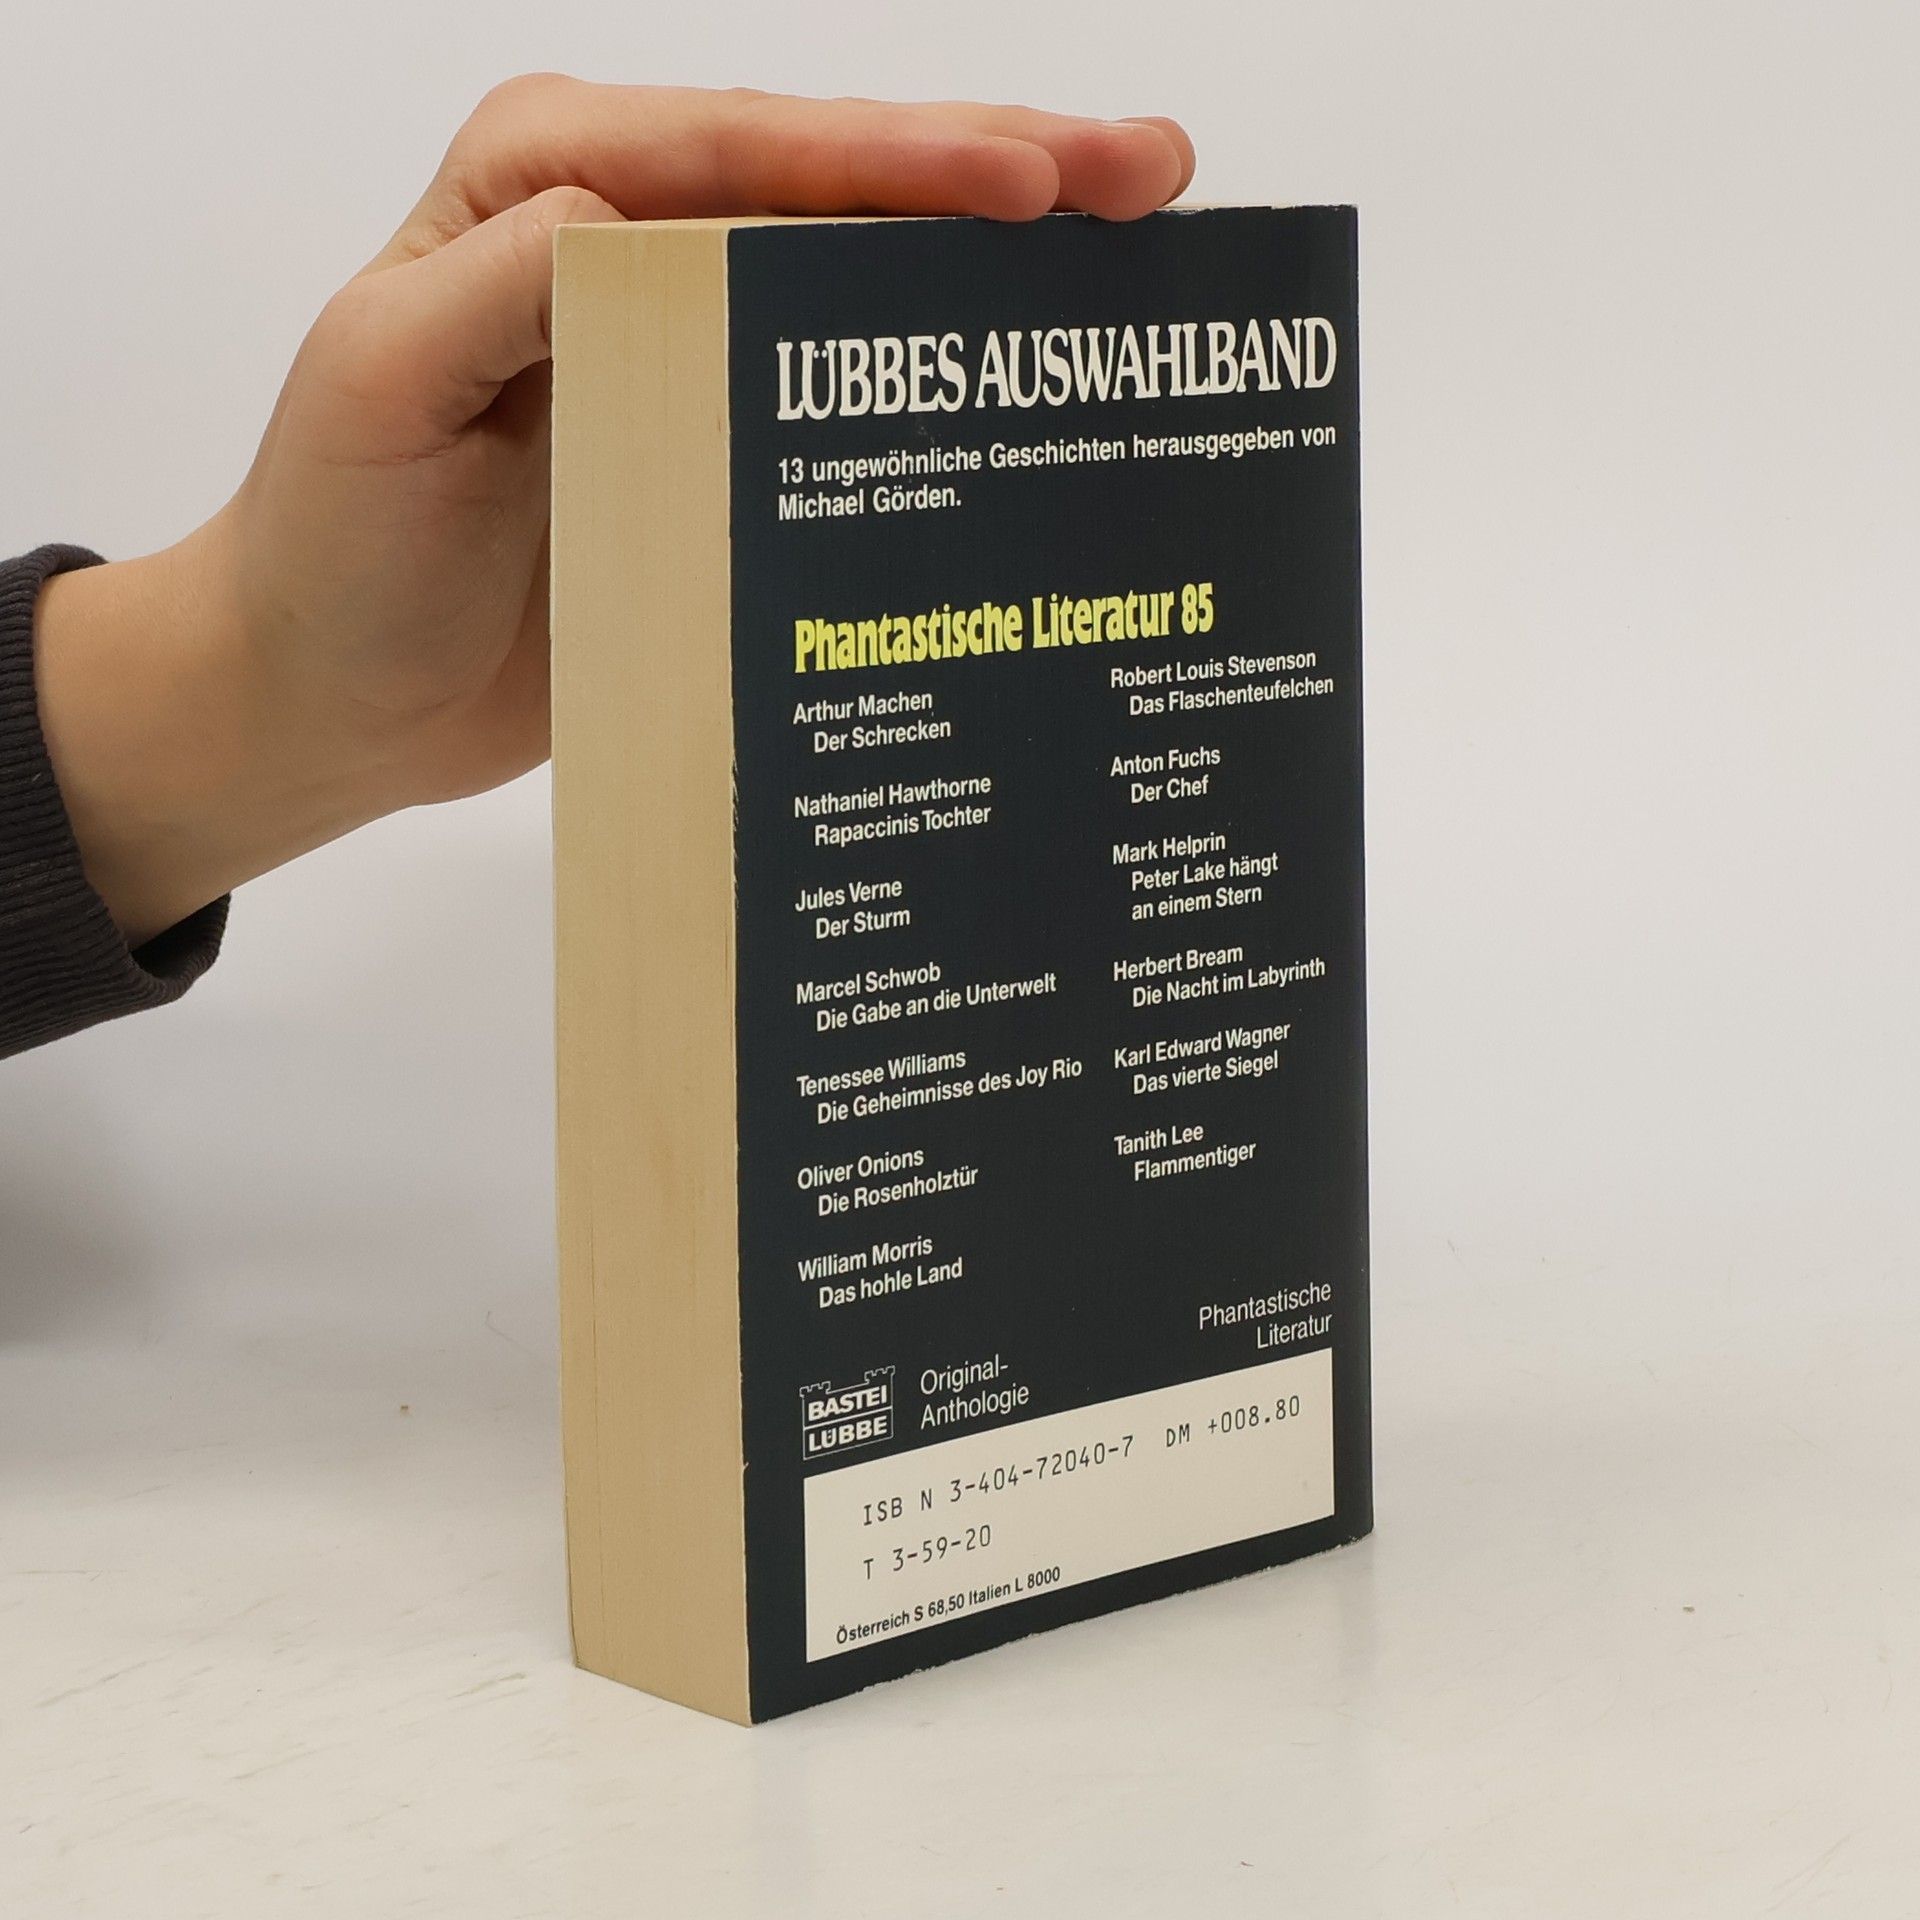 LÜBBES AUSWAHLBAND
13 ungewöhnliche Geschichten herausgegeben von
Michael Görden.
Phantastische Literatur 85
Arthur Machen
Der Schrecken
Nathaniel Hawthorne
Rapaccinis Tochter
Jules Verne
Der Sturm
Marcel Schwob
Die Gabe an die Unterwelt
Tenessee Williams
Die Geheimnisse des Joy Rio
Oliver Onions
Die Rosenholztür
William Morris
Das hohle Land
Robert Louis Stevenson
Das Flaschenteufelchen
Anton Fuchs
Der Chef
Mark Helprin
Peter Lake hängt
an einem Stern
Herbert Bream
Die Nacht im Labyrinth
Karl Edward Wagner
Das vierte Siegel
Tanith Lee
Flammentiger
Phantastische
Literatur
BASTEI
LÜBBE
Original-
Anthologie
ISB N 3-404-72040-7 DM +008.80
T 3-59-20
Österreich S 68,50 Italien L 8000